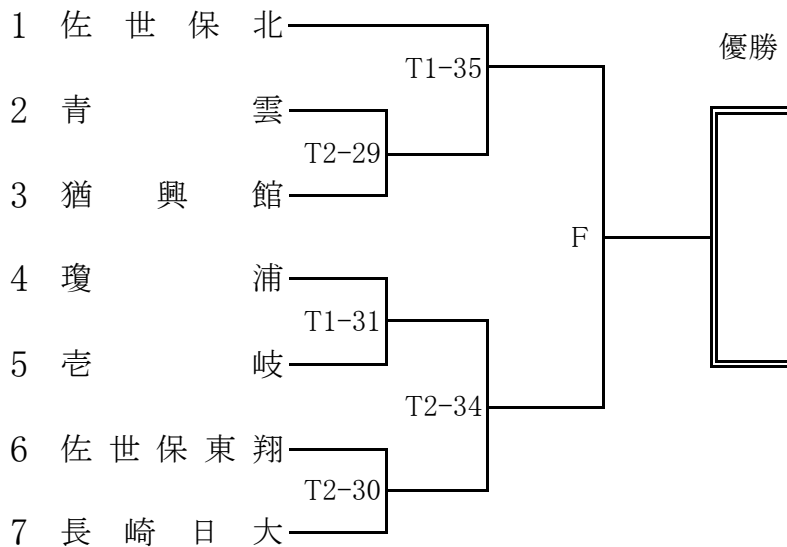 1 佐世保北
T1-35
優勝
2 青雲
T2-29
3 猶興館
F
4 瓊浦
T1-31
5 壱岐
T2-34
6 佐世保東翔
T2-30
7 長崎日大